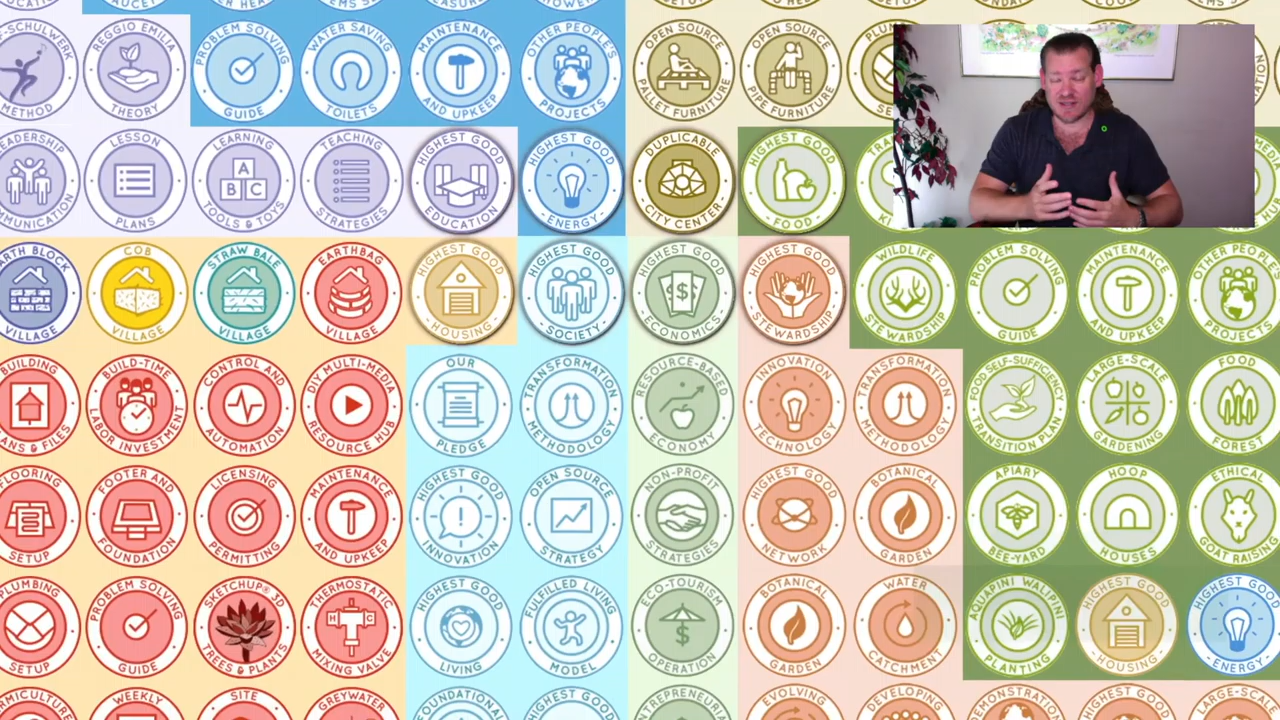 PROBLEM SOLVING GUIDE
WATER SAVING TOILETS
MAINTENANCE AND UPKEEP
OTHER PEOPLE'S PROJECTS
REGGIO EMILIA THEORY
-SCHULWERK METHOD
OPEN SOURCE PALLET FURNITURE
OPEN SOURCE PIPE FURNITURE
LESSON PLANS
LEARNING TOOLS & TOYS
A
B C
TEACHING STRATEGIES
HIGHEST GOOD EDUCATION
HIGHEST GOOD -ENERGY-
DUPLICABLE CITY CENTER
HIGHEST GOOD FOOD
COB VILLAGE
STRAW BALE VILLAGE
EARTHBAG VILLAGE
HIGHEST GOOD HOUSING
HIGHEST GOOD SOCIETY
HIGHEST GOOD ECONOMICS
$
HIGHEST GOOD STEWARDSHIP
WILDLIFE STEWARDSHIP
PROBLEM SOLVING GUIDE
MAINTENANCE AND UPKEEP
OTHER PEOPLE'S PROJECTS
BUILD-TIME LABOR INVESTMENT
CONTROL AND AUTOMATION
DIY MULTI-MEDIA RESOURCE HUB
OUR PLEDGE
TRANSFORMATION METHODOLOGY
RESOURCE-BASED ECONOMY
INNOVATION TECHNOLOGY
TRANSFORMATION METHODOLOGY
FOOD SELF-SUFFICIENCY TRANSITION PLAN
LARGE-SCALE GARDENING
FOOD FOREST
FLOORING SETUP
FOOTER AND FOUNDATION
LICENSING PERMITTING
MAINTENANCE AND UPKEEP
HIGHEST GOOD INNOVATION
!
OPEN SOURCE STRATEGY
NON-PROFIT STRATEGIES
HIGHEST GOOD NETWORK
BOTANICAL GARDEN
APIARY BEE-YARD
HOOP HOUSES
ETHICAL GOAT RAISING
PLUMBING SETUP
PROBLEM SOLVING GUIDE
SKETCHUP® 3D TREES & PLANTS
THERMOSTATIC MIXING VALVE
H C
HIGHEST GOOD LIVING
FULFILLED LIVING MODEL
ECO-TOURISM OPERATION
$
BOTANICAL GARDEN
WATER CATCHMENT
AQUAPINI WALIPINI PLANTING
HIGHEST GOOD HOUSING
HIGHEST GOOD -ENERGY-
WEEKLY
SITE
GREYWATER
FOUNDATIONAL
HIGHEST GOOD
EVOLVING
DEVELOPING
HIGHEST GOOD
LARGE-SCALE